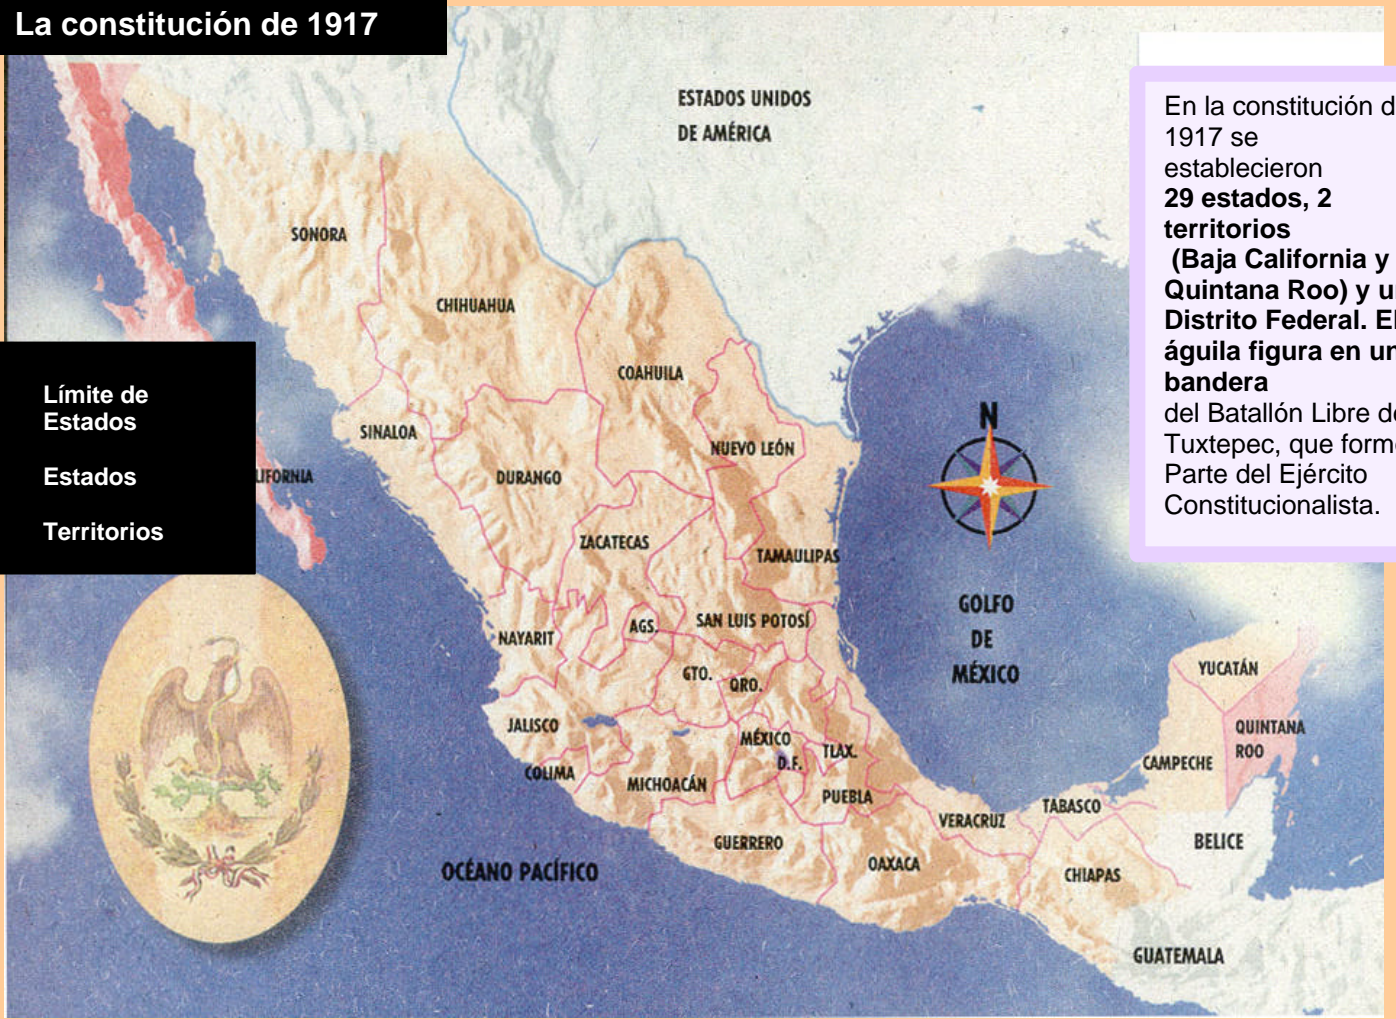 La constitución de 1917
ESTADOS UNIDOS
DE AMÉRICA
En la constitución d
1917 se
establecieron
29 estados, 2
territorios
(Baja California y
Quintana Roo) y u
Distrito Federal. El
águila figura en un
bandera
del Batallón Libre de
Tuxtepec, que form
Parte del Ejército
Constitucionalista.
SONORA
CHIHUAHUA
COAHUILA
Límite de
Estados
Estados
Territorios
LIFORNIA
SINALOA
DURANGO
NUEVO LEÓN
N
ZACATECAS
TAMAULIPAS
GOLFO
DE
MÉXICO
NAYARIT
AGS.
SAN LUIS POTOSÍ
GTO.
QRO.
YUCATÁN
JALISCO
MÉXICO
D.F.
TLAX.
QUINTANA
ROO
CAMPECHE
COLIMA
MICHOACÁN
PUEBLA
VERACRUZ
TABASCO
GUERRERO
OAXACA
CHIAPAS
BELICE
OCÉANO PACÍFICO
GUATEMALA